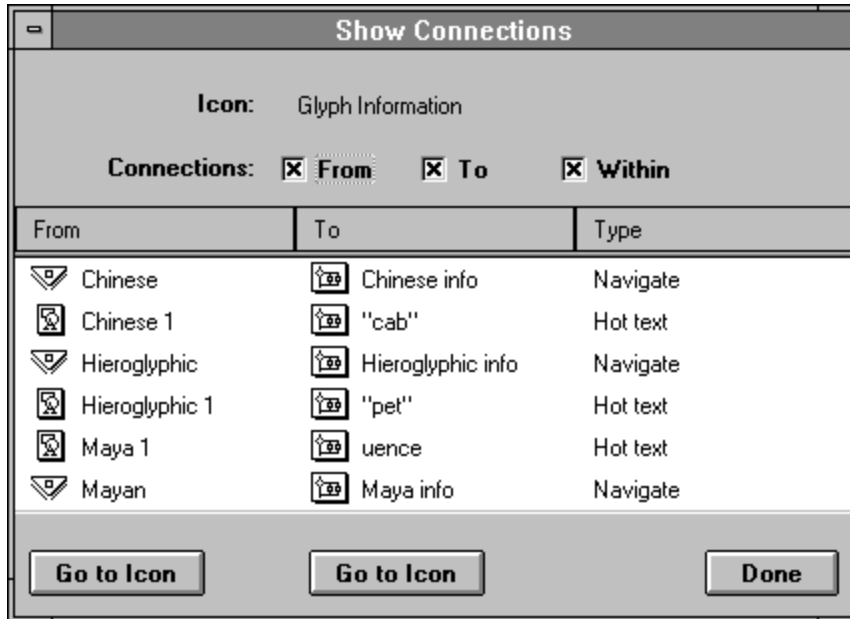 Show Connections
Icon: Glyph Information
Connections: From To Within
From To Type
Chinese Chinese info Navigate
Chinese 1 "cab" Hot text
Hieroglyphic Hieroglyphic info Navigate
Hieroglyphic 1 "pet" Hot text
Maya 1 uence Hot text
Mayan Maya info Navigate
Go to Icon Go to Icon Done